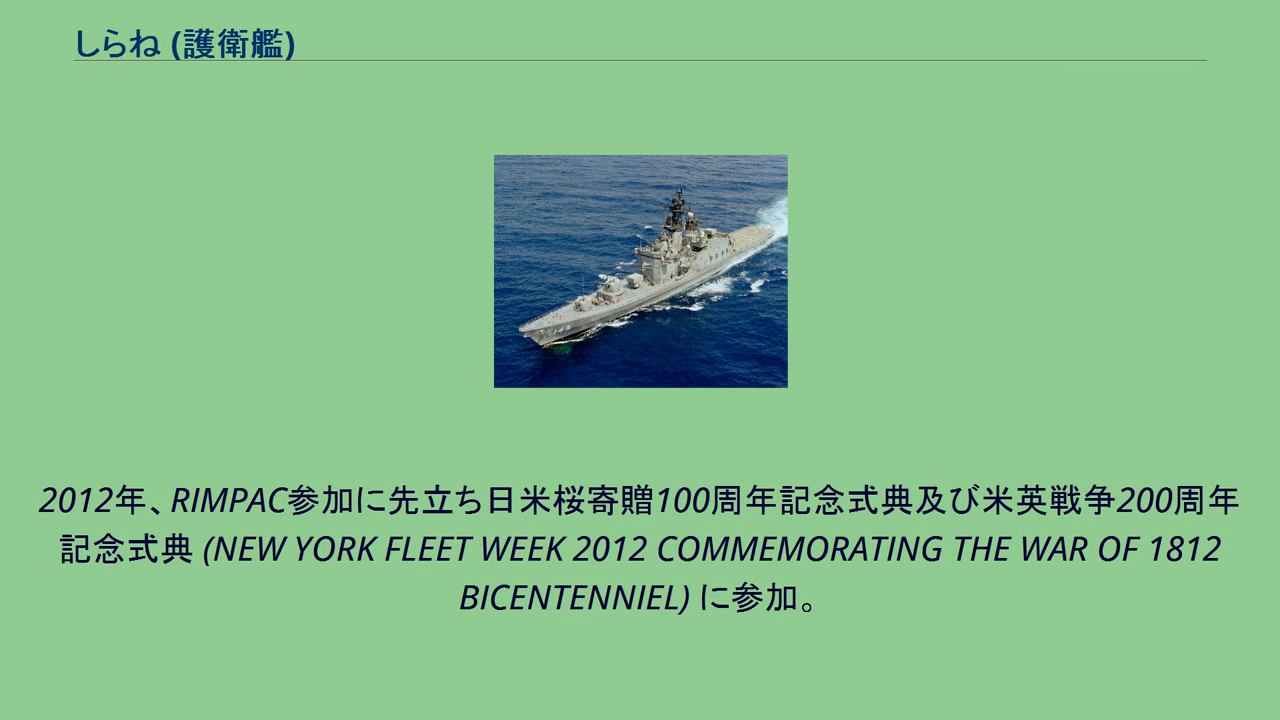 しらね (護衛艦)
143
2012年、RIMPAC参加に先立ち日米桜寄贈100周年記念式典及び米英戦争200周年
記念式典 (NEW YORK FLEET WEEK 2012 COMMEMORATING THE WAR OF 1812
BICENTENNIEL) に参加。